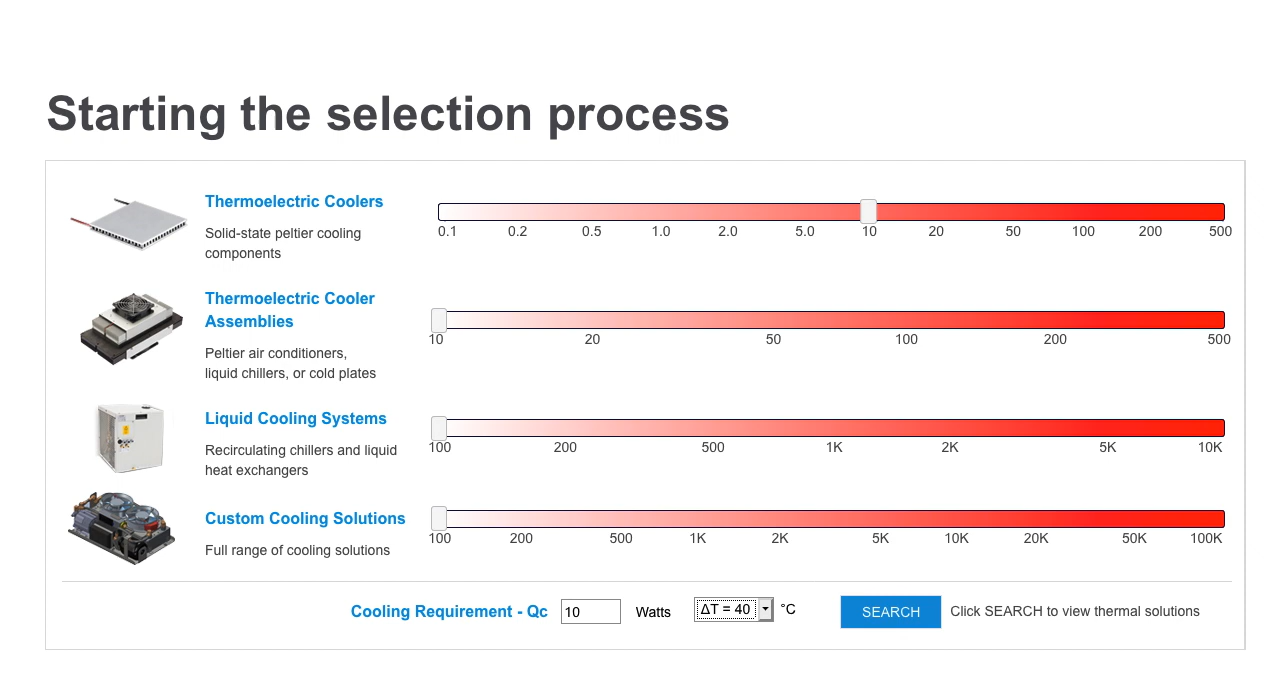 Starting the selection process
Thermoelectric Coolers
Solid-state peltier cooling
components
0.1 0.2 0.5 1.0 2.0 5.0 10 20 50 100 200 500
Thermoelectric Cooler
Assemblies
Peltier air conditioners,
liquid chillers, or cold plates
10 20 50 100 200 500
Liquid Cooling Systems
Recirculating chillers and liquid
heat exchangers
100 200 500 1K 2K 5K 10K
Custom Cooling Solutions
Full range of cooling solutions
100 200 500 1K 2K 5K 10K 20K 50K 100K
Cooling Requirement - Qc 10 Watts ΔT = 40 °C SEARCH Click SEARCH to view thermal solutions